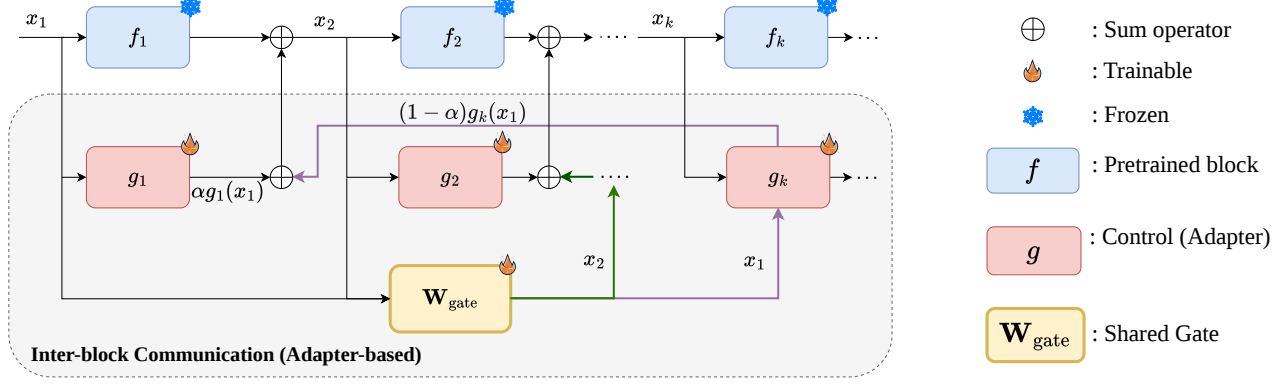 x₁
f₁
x₂
f₂
····
xₖ
fₖ
···
(1 − α)gₖ(x₁)
g₁
αg₁(x₁)
g₂
····
gₖ
···
x₂
x₁
W_gate
Inter-block Communication (Adapter-based)
: Sum operator
: Trainable
: Frozen
f : Pretrained block
g : Control (Adapter)
W_gate : Shared Gate